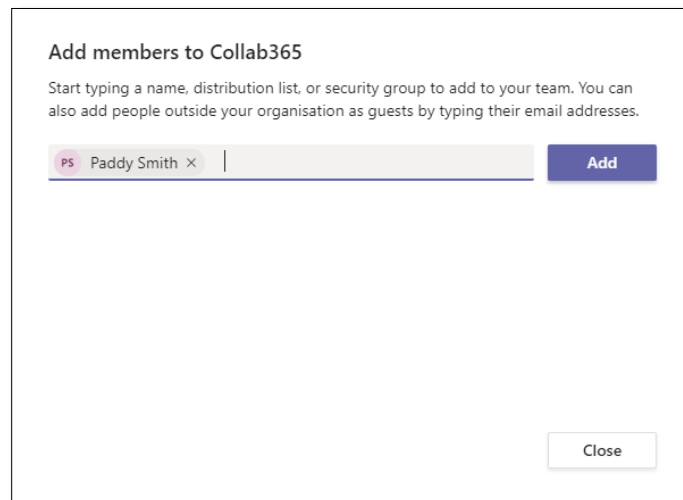 Add members to Collab365
Start typing a name, distribution list, or security group to add to your team. You can
also add people outside your organisation as guests by typing their email addresses.
PS Paddy Smith × Add
Close